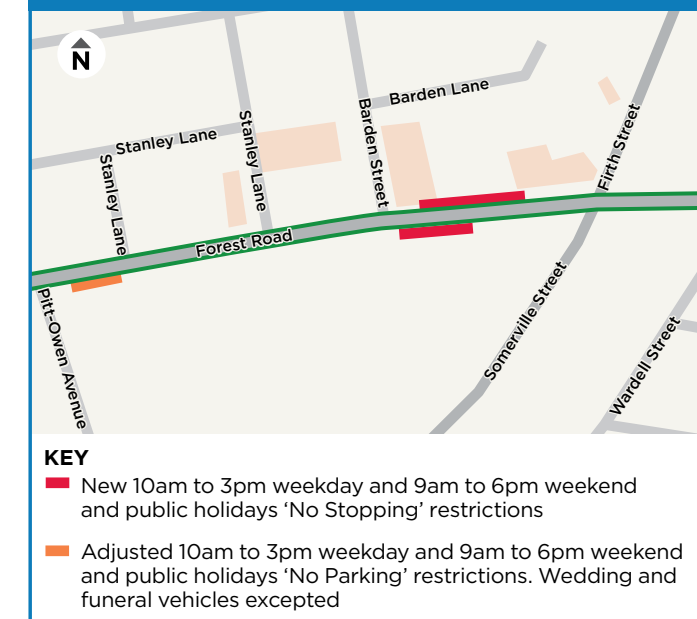 N
Barden Lane
Stanley Lane
Stanley Lane
Stanley Lane
Barden Street
Firth Street
Forest Road
Pitt-Owen Avenue
Somerville Street
Wardell Street
KEY
New 10am to 3pm weekday and 9am to 6pm weekend
and public holidays ‘No Stopping’ restrictions
Adjusted 10am to 3pm weekday and 9am to 6pm weekend
and public holidays ‘No Parking’ restrictions. Wedding and
funeral vehicles excepted